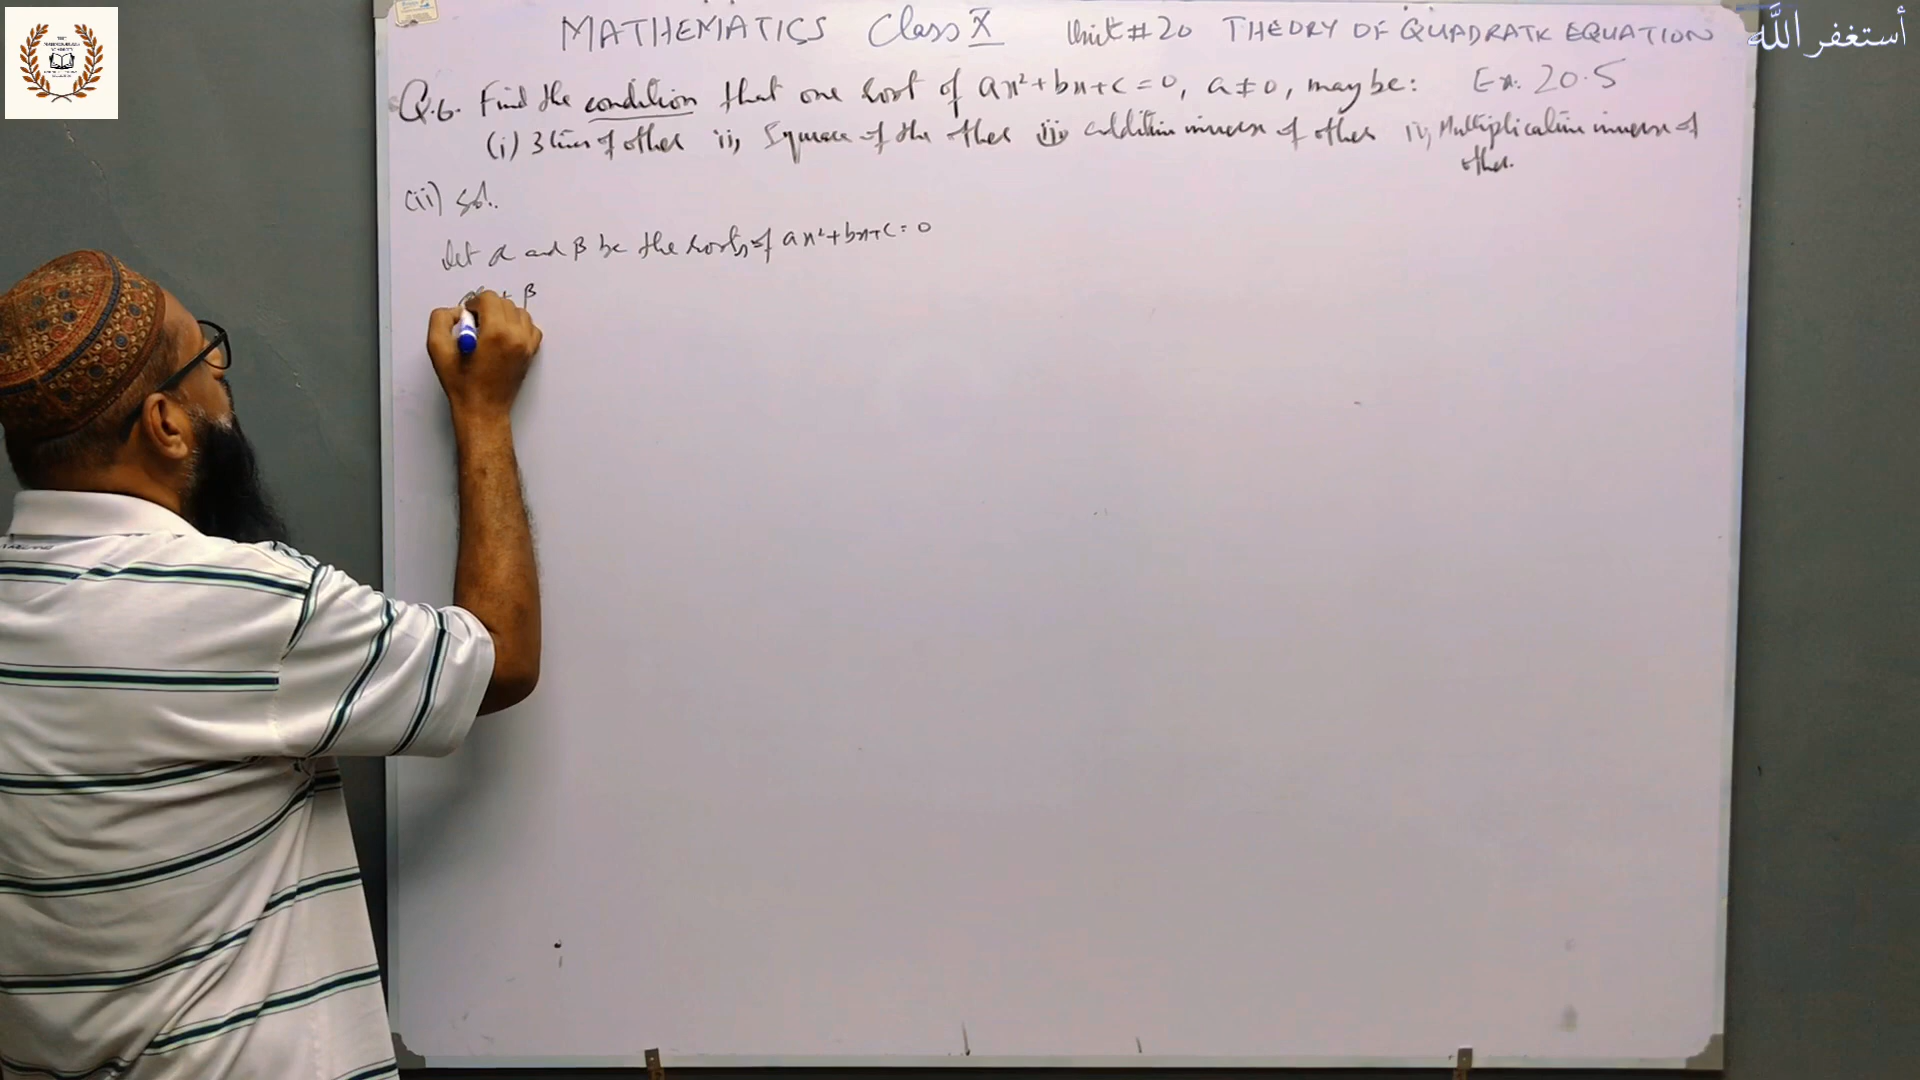 MATHEMATICS Class X Unit # 20 THEORY OF QUADRATIC EQUATION
أستغفر اللَّه
Q.6. Find the condition that one root of ax²+bx+c=0, a≠0, may be: Ex. 20.5
(i) 3 times of other ii, Square of the other iii, additive inverse of other iv, Multiplicative inverse of
other.
(ii) Sol.
Let α and β be the roots of ax²+bx+c=0
+ β